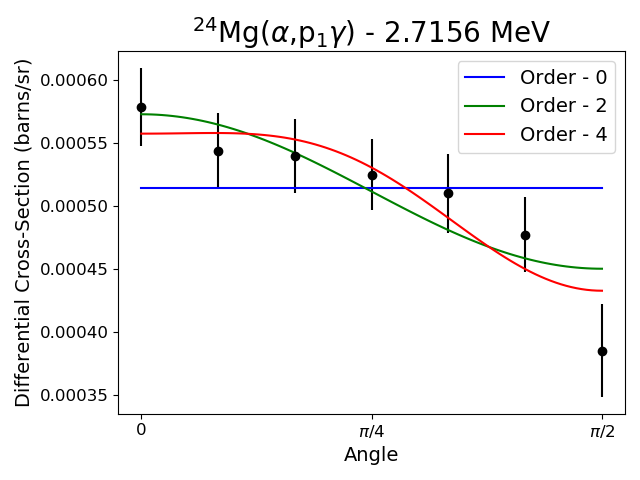 ²⁴Mg(α,p₁γ) - 2.7156 MeV
Order - 0
Order - 2
Order - 4
Differential Cross-Section (barns/sr)
0.00060
0.00055
0.00050
0.00045
0.00040
0.00035
0
π/4
π/2
Angle